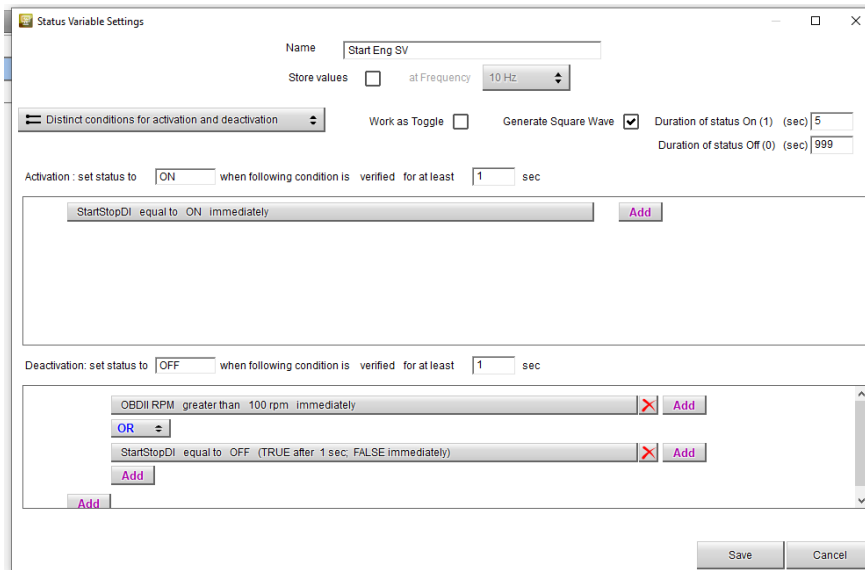 Status Variable Settings
Name Start Eng SV
Store values at Frequency 10 Hz
Distinct conditions for activation and deactivation Work as Toggle Generate Square Wave Duration of status On (1) (sec) 5
Duration of status Off (0) (sec) 999
Activation : set status to ON when following condition is verified for at least 1 sec
StartStopDI equal to ON immediately Add
Deactivation: set status to OFF when following condition is verified for at least 1 sec
OBDII RPM greater than 100 rpm immediately Add
OR
StartStopDI equal to OFF (TRUE after 1 sec; FALSE immediately) Add
Add
Add
Save Cancel